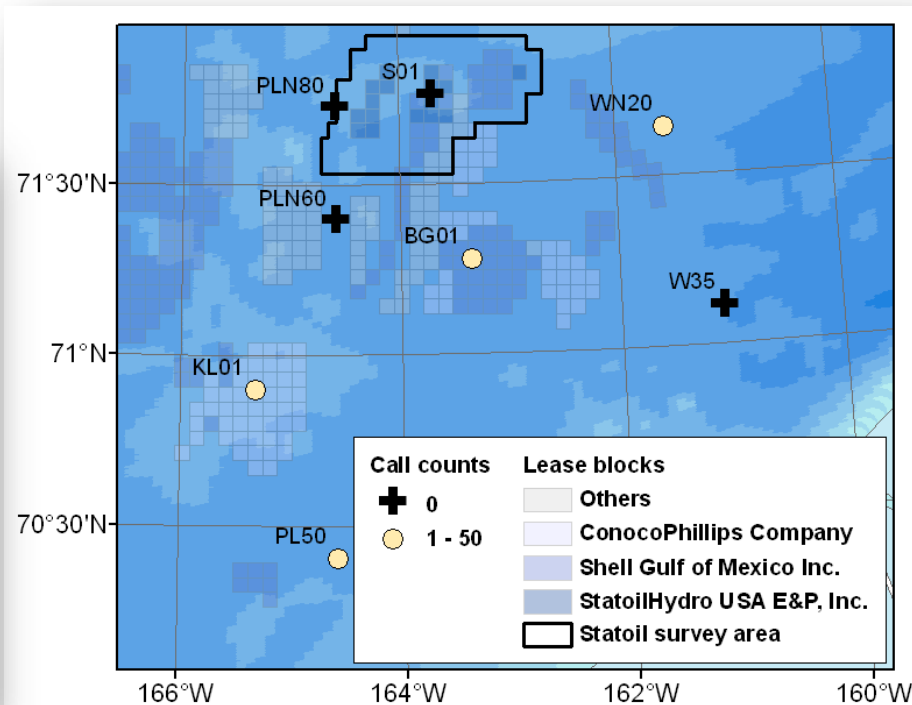 S01
PLN80
WN20
71°30'N
PLN60
BG01
W35
71°N
KL01
Call counts
0
1 - 50
Lease blocks
Others
ConocoPhillips Company
Shell Gulf of Mexico Inc.
StatoilHydro USA E&P, Inc.
Statoil survey area
70°30'N
PL50
166°W
164°W
162°W
160°W